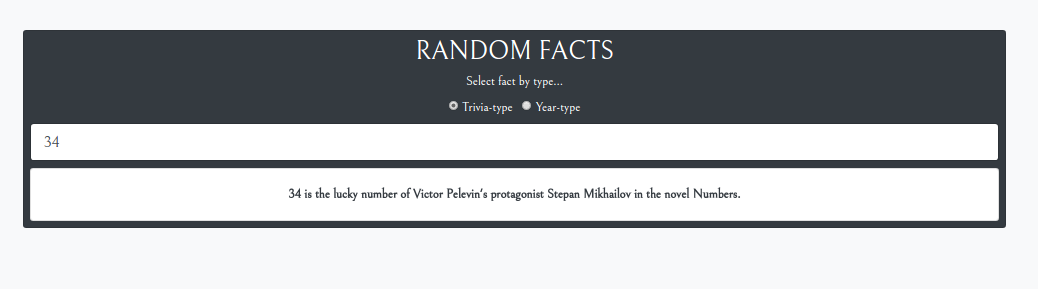 RANDOM FACTS
Select fact by type...
Trivia-type Year-type
34
34 is the lucky number of Victor Pelevin's protagonist Stepan Mikhailov in the novel Numbers.